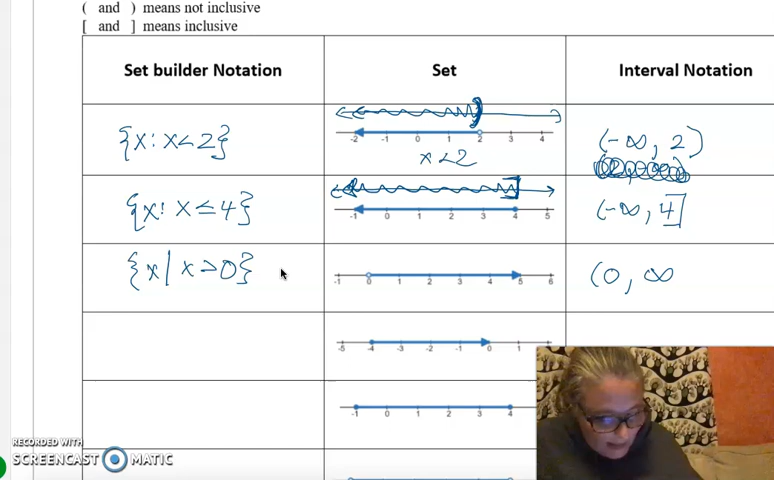 ( and ) means not inclusive
[ and ] means inclusive
Set builder Notation Set Interval Notation
{x: x<2} -2 -1 0 1 2 3 4 (-∞, 2)
x<2
{x: x≤4} -1 0 1 2 3 4 5 (-∞, 4]
{x| x>0} -1 0 1 2 3 4 5 6 (0, ∞
-5 -4 -3 -2 -1 0 1
-1 0 1 2 3 4
RECORDED WITH
SCREENCAST MATIC